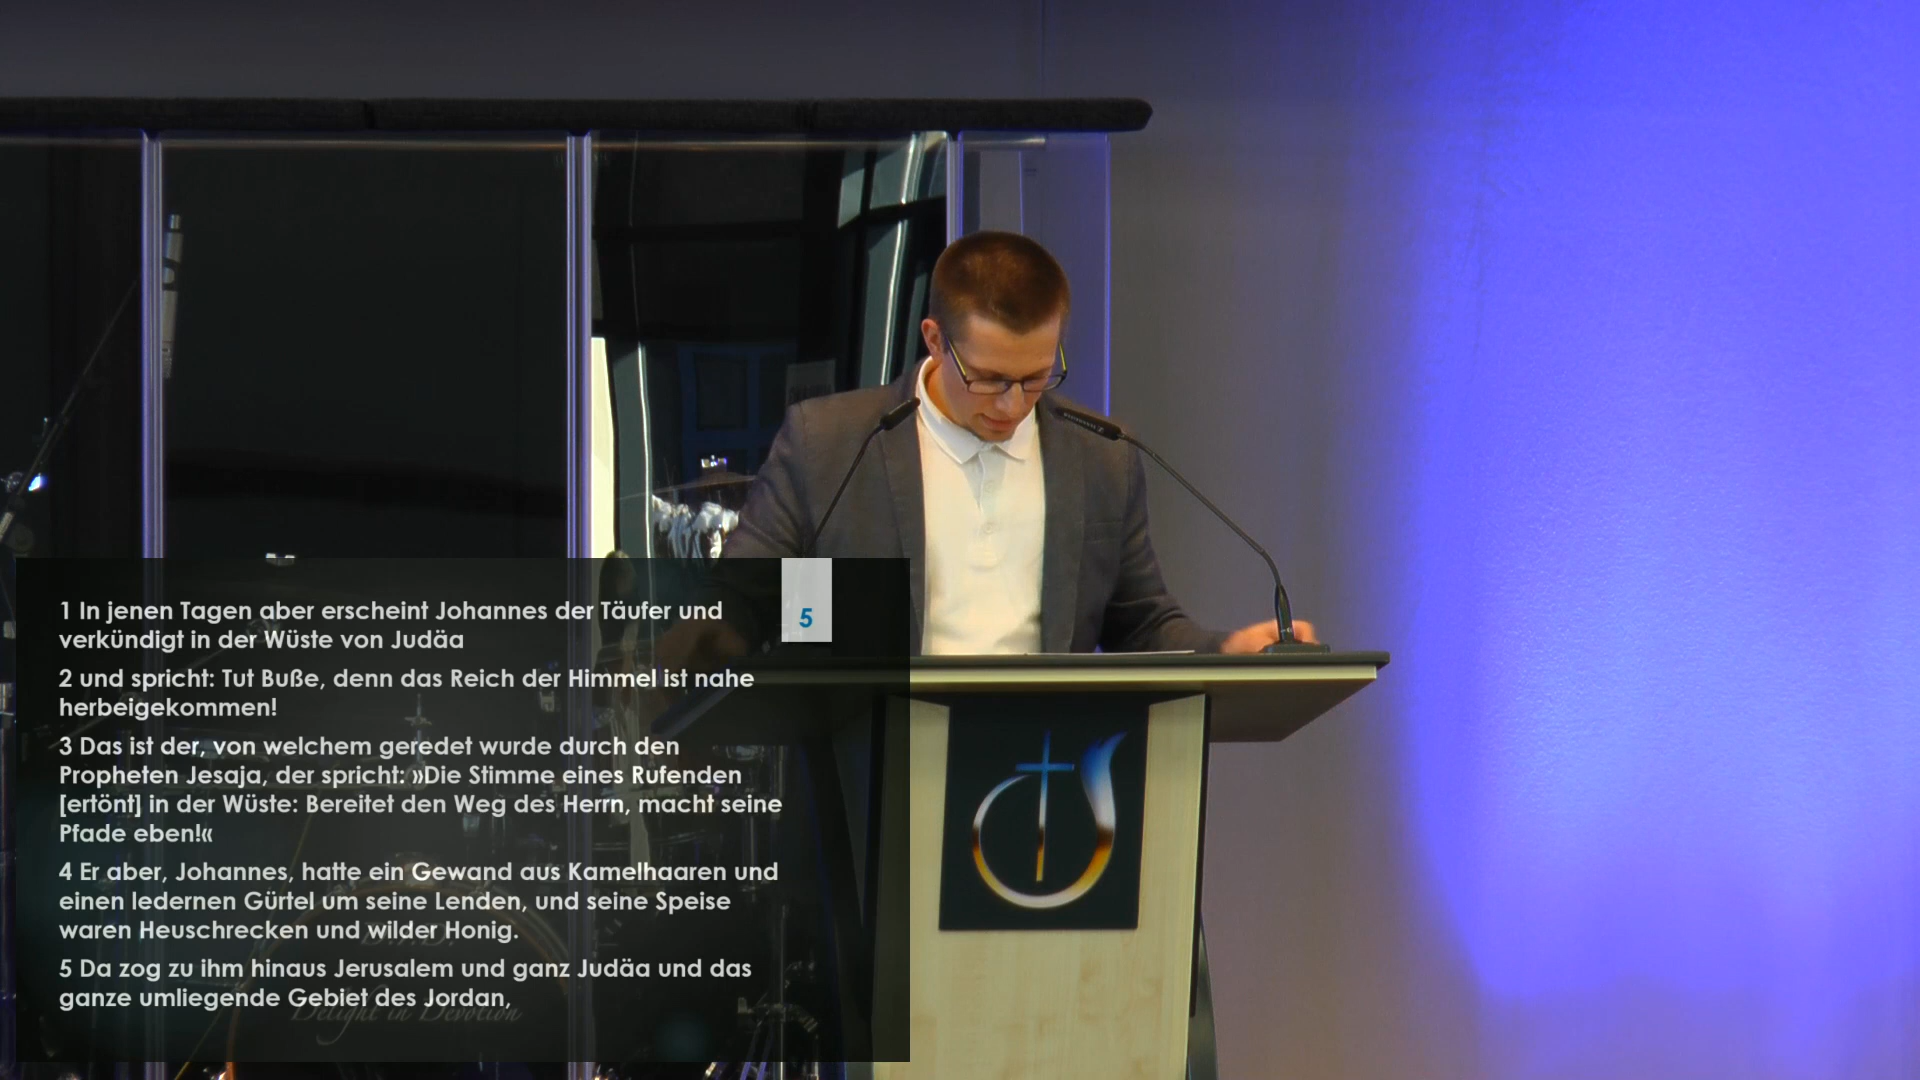 1 In jenen Tagen aber erscheint Johannes der Täufer und
verkündigt in der Wüste von Judäa
2 und spricht: Tut Buße, denn das Reich der Himmel ist nahe
herbeigekommen!
3 Das ist der, von welchem geredet wurde durch den
Propheten Jesaja, der spricht: »Die Stimme eines Rufenden
[ertönt] in der Wüste: Bereitet den Weg des Herrn, macht seine
Pfade eben!«
4 Er aber, Johannes, hatte ein Gewand aus Kamelhaaren und
einen ledernen Gürtel um seine Lenden, und seine Speise
waren Heuschrecken und wilder Honig.
5 Da zog zu ihm hinaus Jerusalem und ganz Judäa und das
ganze umliegende Gebiet des Jordan,
5
D.I.D.
Delight in Devotion